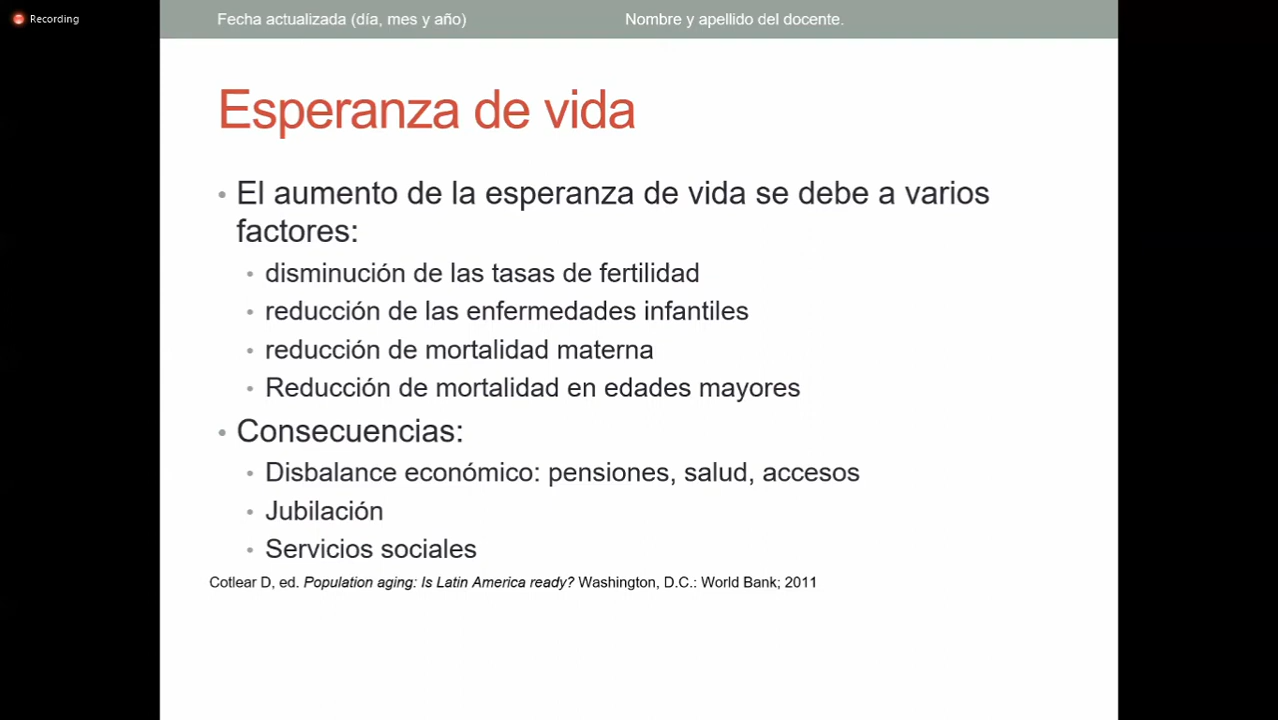 Recording
Fecha actualizada (día, mes y año)
Nombre y apellido del docente.
Esperanza de vida
• El aumento de la esperanza de vida se debe a varios
factores:
• disminución de las tasas de fertilidad
• reducción de las enfermedades infantiles
• reducción de mortalidad materna
• Reducción de mortalidad en edades mayores
• Consecuencias:
• Disbalance económico: pensiones, salud, accesos
• Jubilación
• Servicios sociales
Cotlear D, ed. Population aging: Is Latin America ready? Washington, D.C.: World Bank; 2011